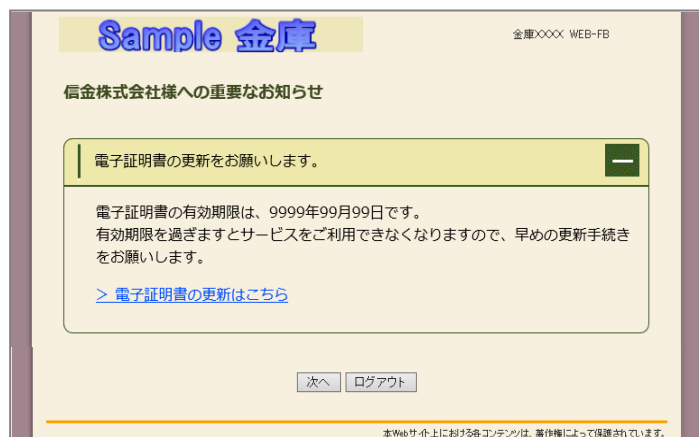 Sample 金庫
金庫XXXX WEB-FB
信金株式会社様への重要なお知らせ
電子証明書の更新をお願いします。
電子証明書の有効期限は、9999年99月99日です。
有効期限を過ぎますとサービスをご利用できなくなりますので、早めの更新手続き
をお願いします。
＞ 電子証明書の更新はこちら
次へ ログアウト
本Webサイト上における各コンテンツは、著作権によって保護されています。